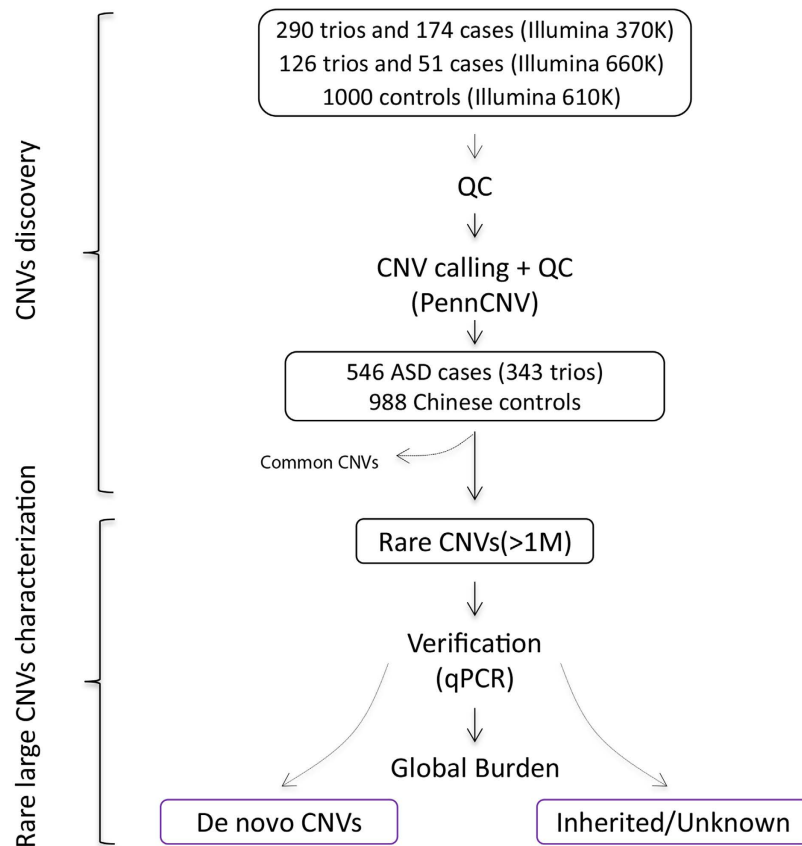 CNVs discovery
290 trios and 174 cases (Illumina 370K)
126 trios and 51 cases (Illumina 660K)
1000 controls (Illumina 610K)
QC
CNV calling + QC
(PennCNV)
546 ASD cases (343 trios)
988 Chinese controls
Common CNVs
Rare large CNVs characterization
Rare CNVs(>1M)
Verification
(qPCR)
Global Burden
De novo CNVs
Inherited/Unknown